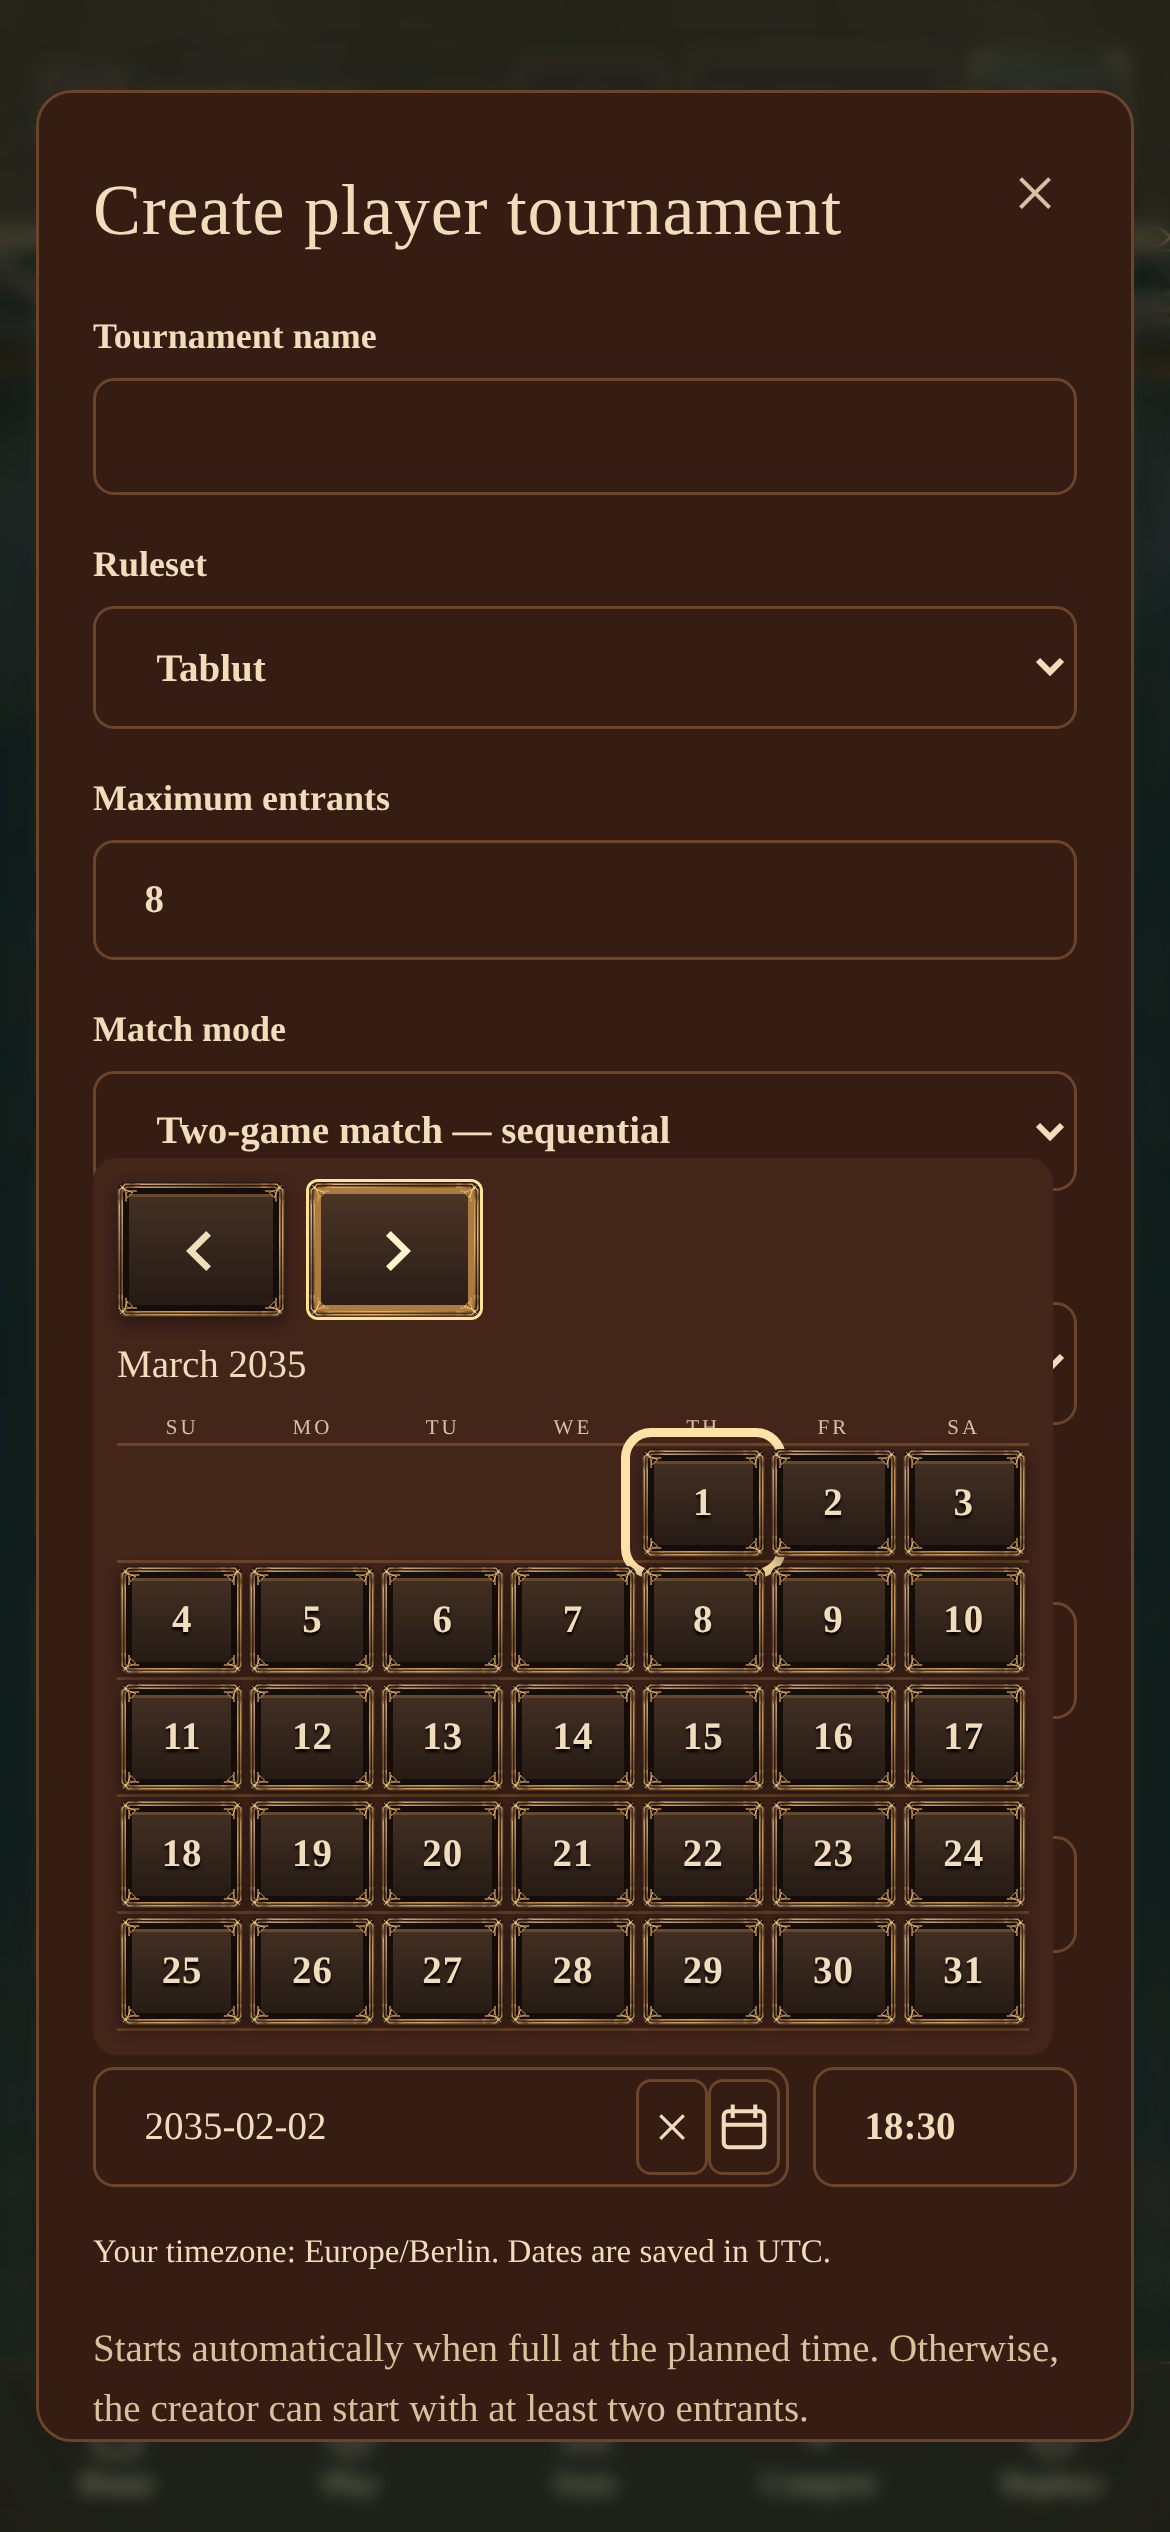 Create player tournament
Tournament name
Ruleset
Tablut
Maximum entrants
8
Match mode
Two-game match — sequential
March 2035
SU MO TU WE TH FR SA
1 2 3
4 5 6 7 8 9 10
11 12 13 14 15 16 17
18 19 20 21 22 23 24
25 26 27 28 29 30 31
2035-02-02 18:30
Your timezone: Europe/Berlin. Dates are saved in UTC.
Starts automatically when full at the planned time. Otherwise,
the creator can start with at least two entrants.